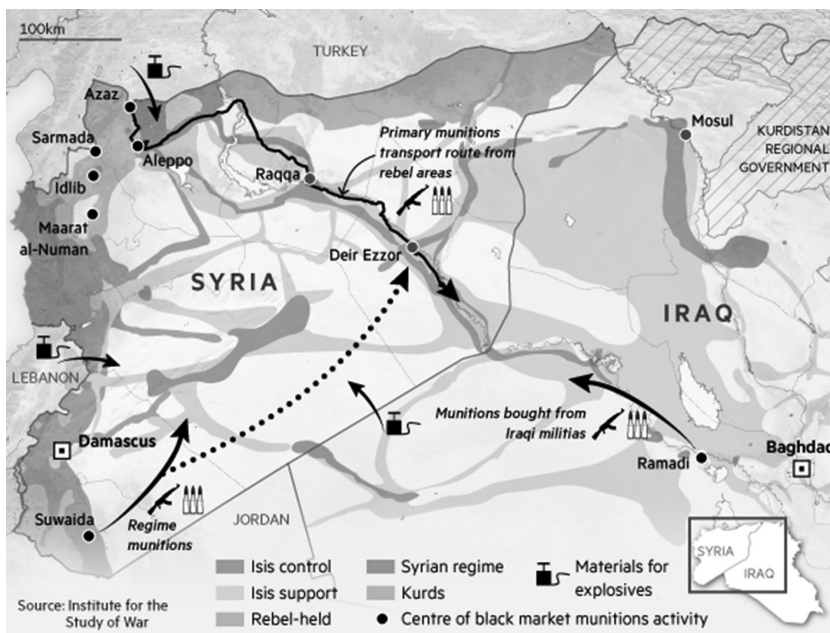 100km
TURKEY
Azaz
Sarmada
Aleppo
Idlib
Maarat
al-Numan
Raqqa
Primary munitions
transport route from
rebel areas
Mosul
KURDISTAN
REGIONAL
GOVERNMENT
Deir Ezzor
SYRIA
IRAQ
LEBANON
Damascus
Munitions bought from
Iraqi militias
Ramadi
Baghdad
Suwaida
Regime
munitions
JORDAN
Isis control
Isis support
Rebel-held
Syrian regime
Kurds
Materials for
explosives
Centre of black market munitions activity
SYRIA
IRAQ
Source: Institute for the
Study of War